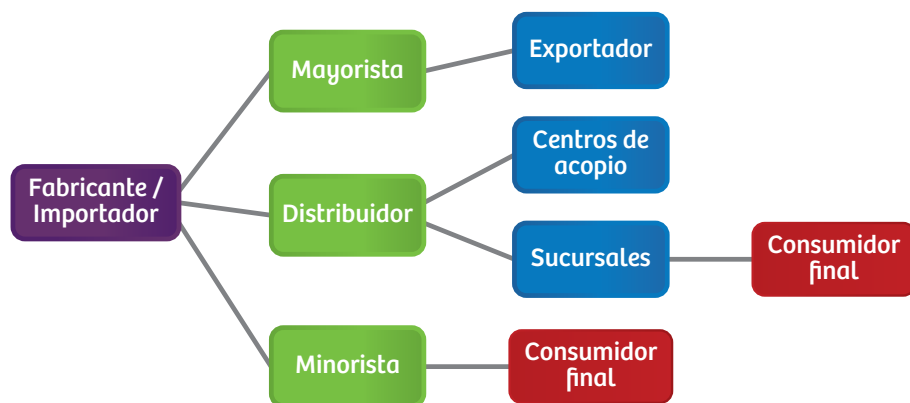 Fabricante /
Importador
Mayorista
Exportador
Distribuidor
Centros de
acopio
Sucursales
Consumidor
final
Minorista
Consumidor
final